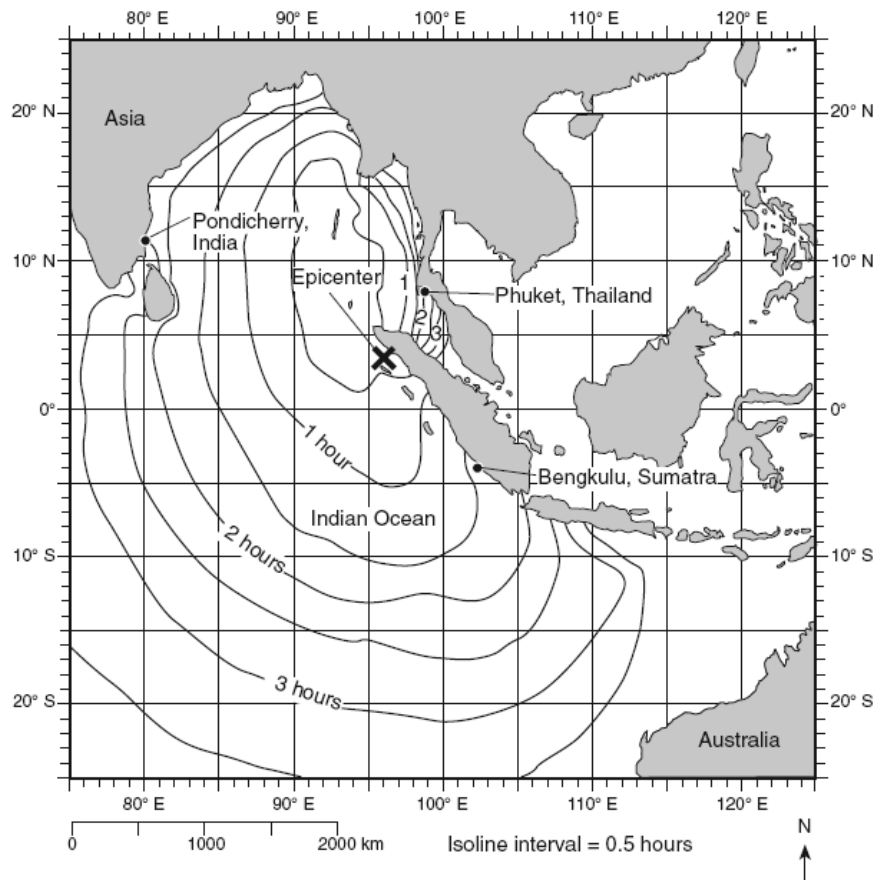 80° E 90° E 100° E 110° E 120° E
Asia
20° N 20° N
Pondicherry,
India
10° N 10° N
Epicenter
1
Phuket, Thailand
2
3
0° 0°
1 hour
Bengkulu, Sumatra
Indian Ocean
2 hours
10° S 10° S
3 hours
20° S 20° S
Australia
80° E 90° E 100° E 110° E 120° E
0 1000 2000 km
Isoline interval = 0.5 hours
N